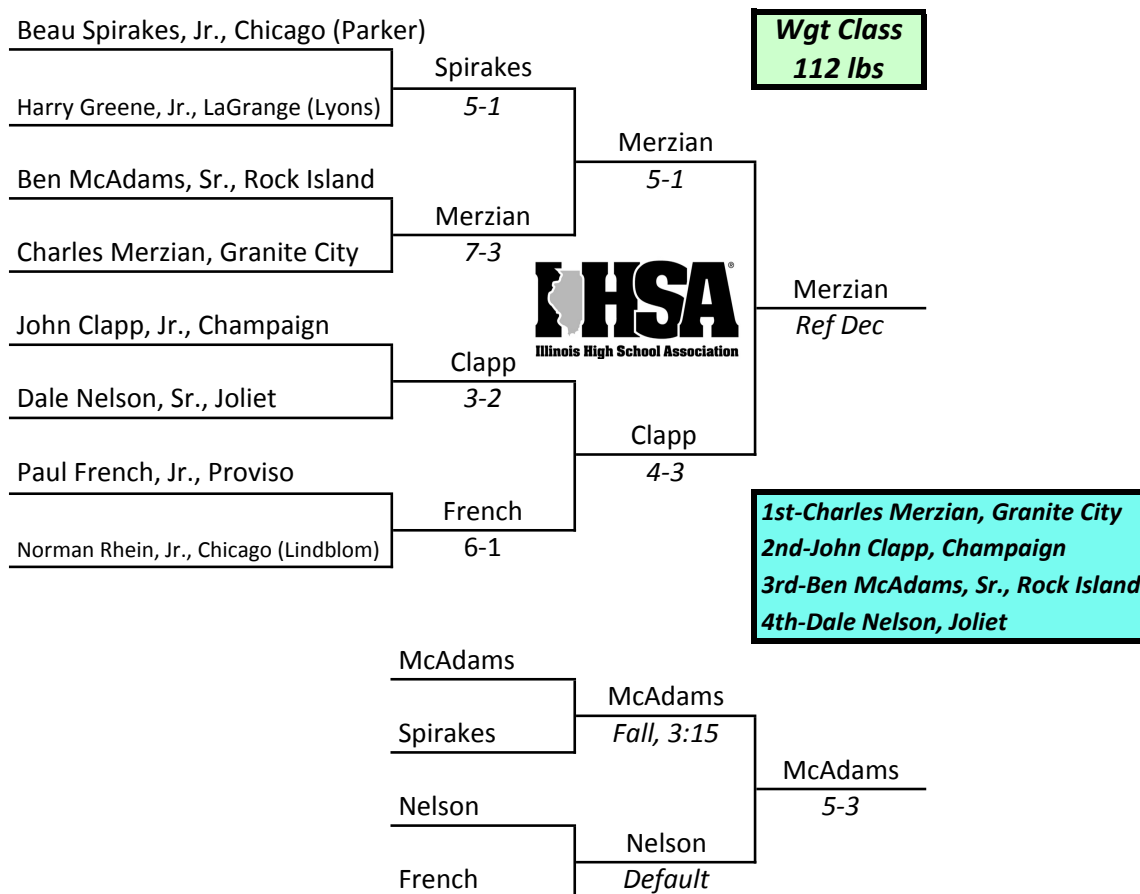 Beau Spirakes, Jr., Chicago (Parker)
Wgt Class
112 lbs
Spirakes
5-1
Harry Greene, Jr., LaGrange (Lyons)
Merzian
5-1
Ben McAdams, Sr., Rock Island
Merzian
7-3
Charles Merzian, Granite City
IHSA®
Illinois High School Association
Merzian
Ref Dec
John Clapp, Jr., Champaign
Clapp
3-2
Dale Nelson, Sr., Joliet
Clapp
4-3
Paul French, Jr., Proviso
French
6-1
Norman Rhein, Jr., Chicago (Lindblom)
1st-Charles Merzian, Granite City
2nd-John Clapp, Champaign
3rd-Ben McAdams, Sr., Rock Island
4th-Dale Nelson, Joliet
McAdams
McAdams
Fall, 3:15
Spirakes
McAdams
5-3
Nelson
Nelson
Default
French